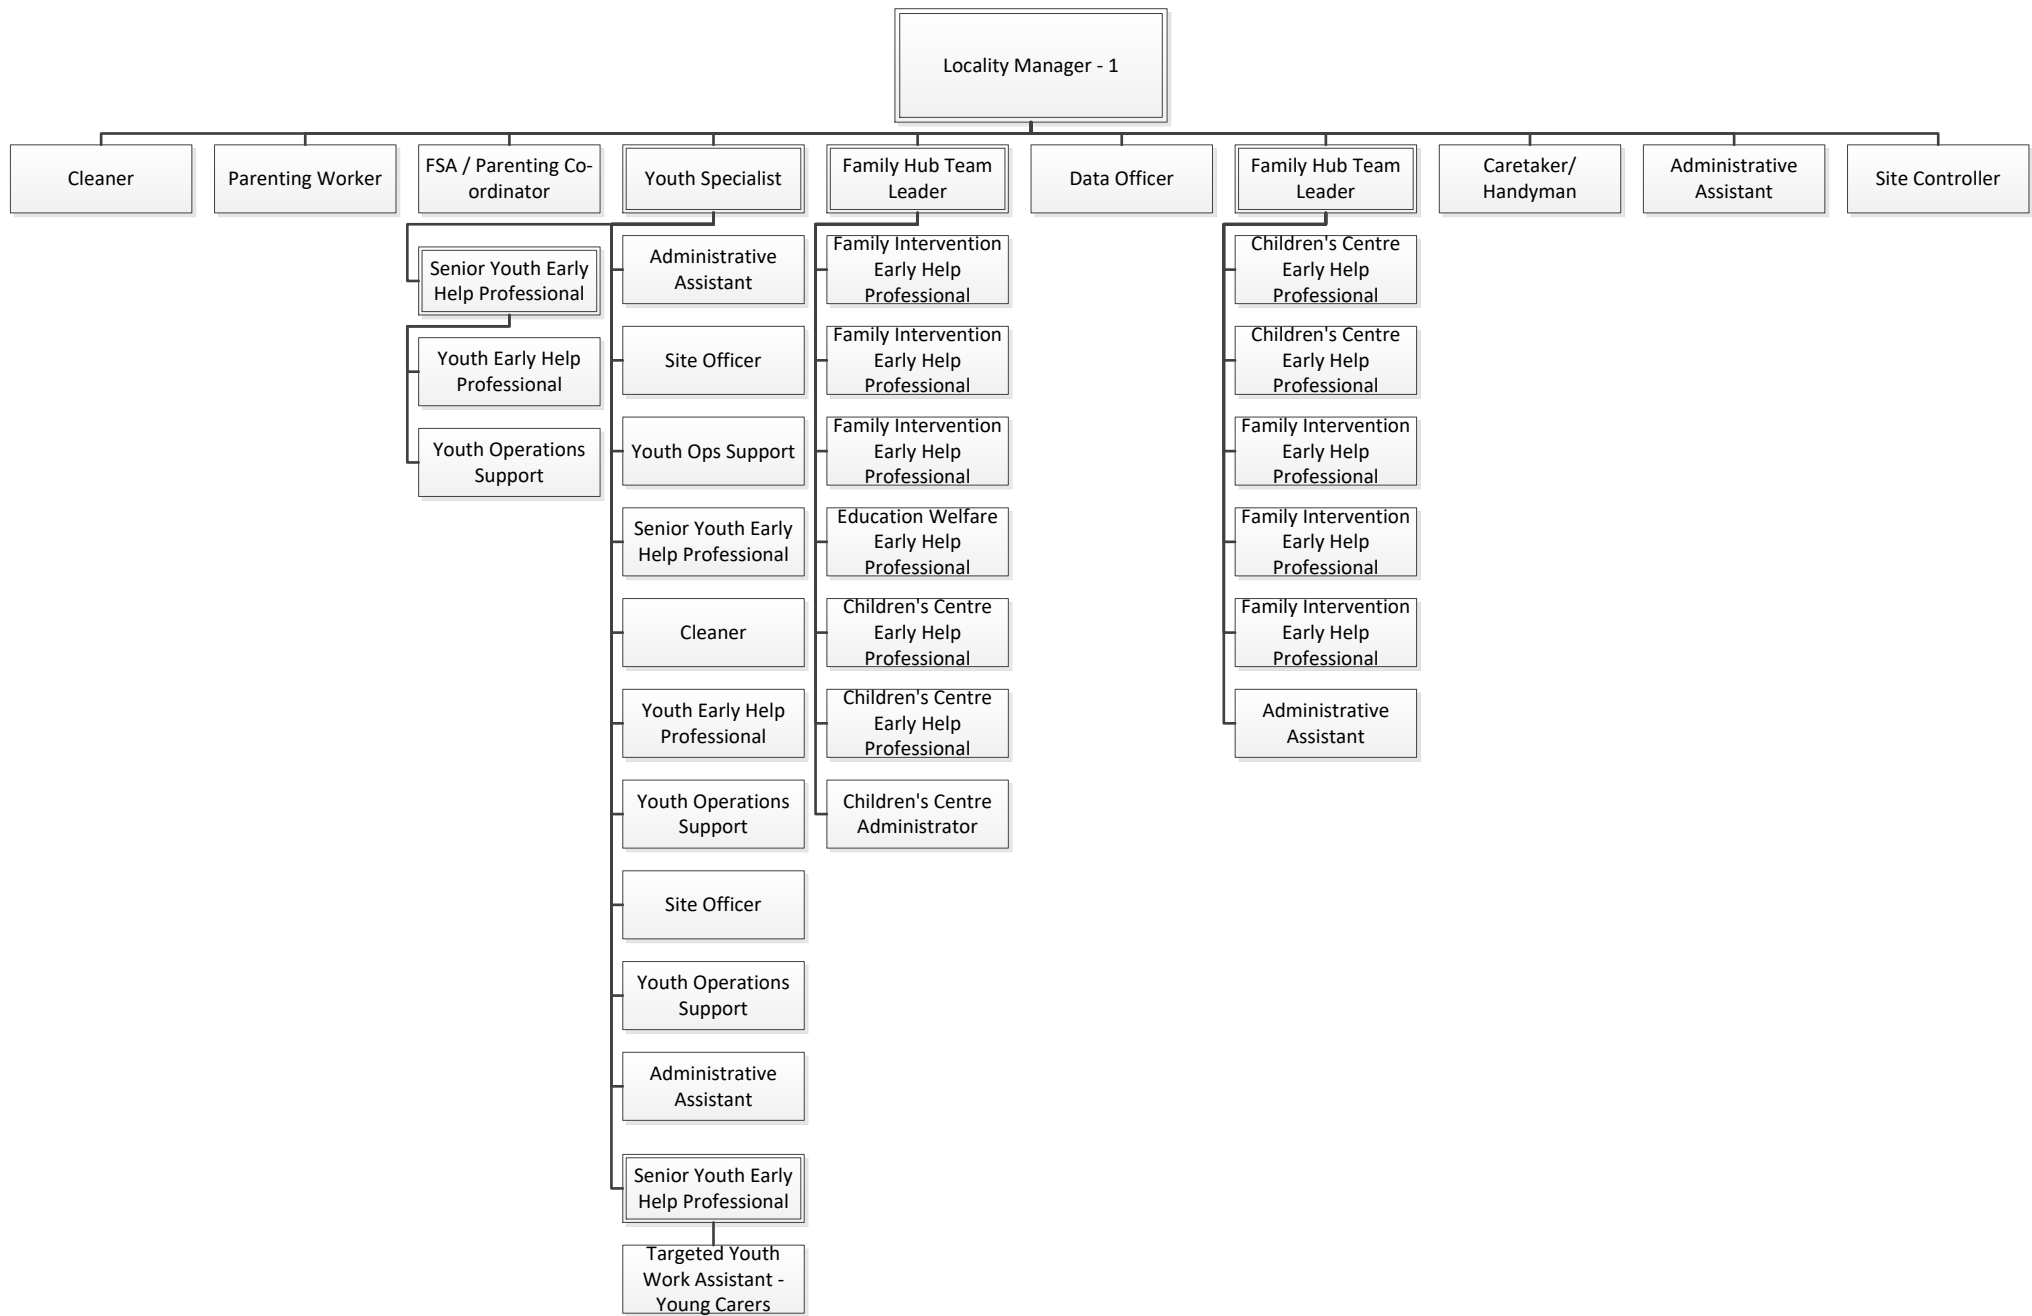 Locality Manager - 1
Cleaner
Parenting Worker
FSA / Parenting Co-
ordinator
Youth Specialist
Family Hub Team
Leader
Data Officer
Family Hub Team
Leader
Caretaker/
Handyman
Administrative
Assistant
Site Controller
Senior Youth Early
Help Professional
Youth Early Help
Professional
Youth Operations
Support
Administrative
Assistant
Site Officer
Youth Ops Support
Senior Youth Early
Help Professional
Cleaner
Youth Early Help
Professional
Youth Operations
Support
Site Officer
Youth Operations
Support
Administrative
Assistant
Senior Youth Early
Help Professional
Targeted Youth
Work Assistant -
Young Carers
Family Intervention
Early Help
Professional
Family Intervention
Early Help
Professional
Family Intervention
Early Help
Professional
Education Welfare
Early Help
Professional
Children's Centre
Early Help
Professional
Children's Centre
Early Help
Professional
Children's Centre
Administrator
Children's Centre
Early Help
Professional
Children's Centre
Early Help
Professional
Family Intervention
Early Help
Professional
Family Intervention
Early Help
Professional
Family Intervention
Early Help
Professional
Administrative
Assistant